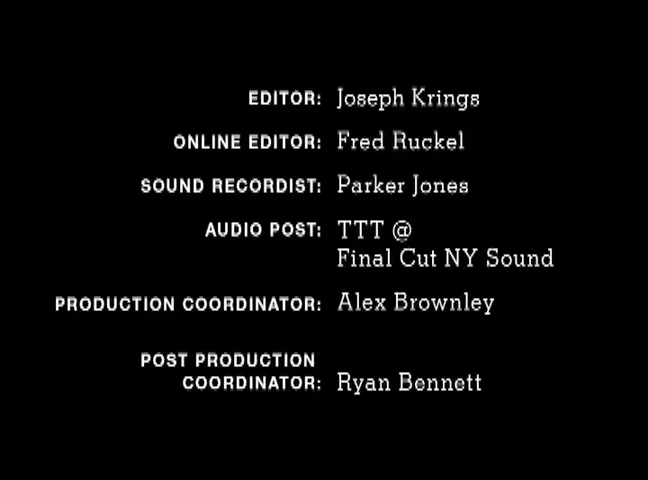 EDITOR: Joseph Krings
ONLINE EDITOR: Fred Ruckel
SOUND RECORDIST: Parker Jones
AUDIO POST: TTT @
Final Cut NY Sound
PRODUCTION COORDINATOR: Alex Brownley
POST PRODUCTION
COORDINATOR: Ryan Bennett